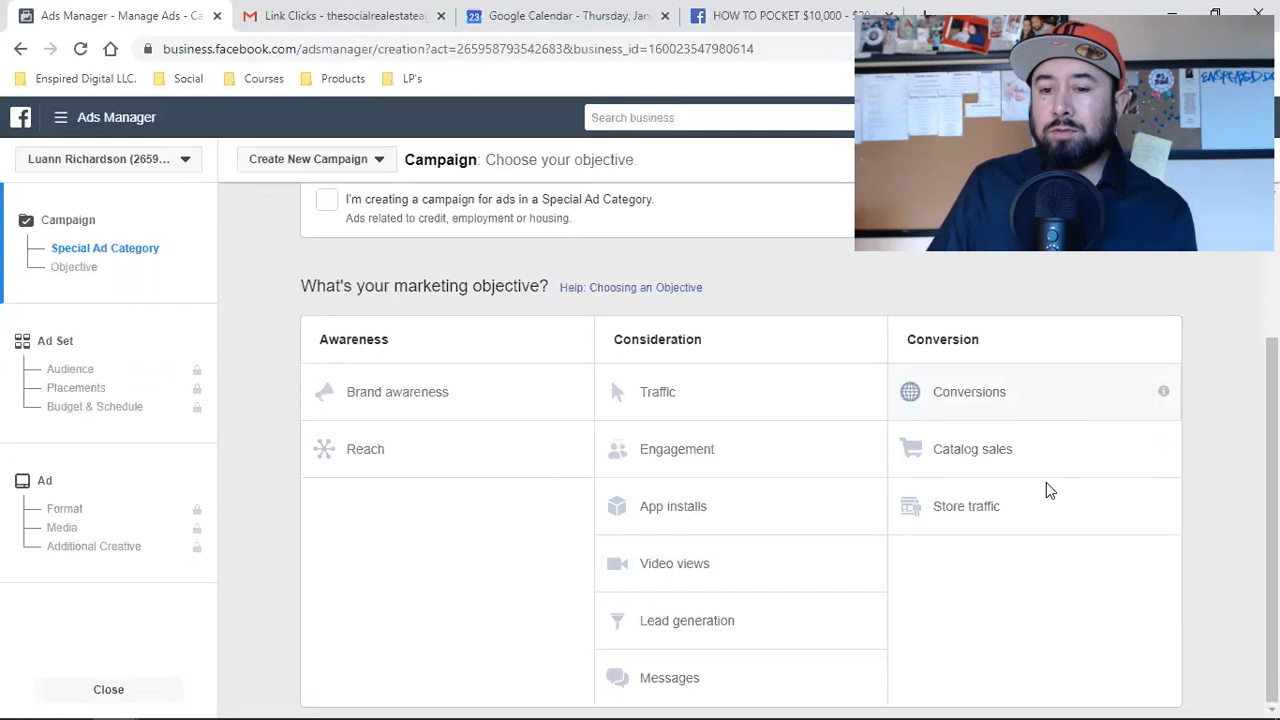 Ads Manager - Manage Ads - Ca
Link Clicks - thearizonarealestatea
Google Calendar - Thursday, Jan
HOW TO POCKET $10,000 - $20
business.facebook.com/adsmanager/creation?act=265958793542683&business_id=160023547980614
Enspired Digital LLC.
Social
Courses
Products
LP's
Ads Manager
Search business
Luann Richardson (2659...
Create New Campaign
Campaign: Choose your objective.
I'm creating a campaign for ads in a Special Ad Category.
Ads related to credit, employment or housing.
Campaign
Special Ad Category
Objective
Ad Set
Audience
Placements
Budget & Schedule
Ad
Format
Media
Additional Creative
Close
What's your marketing objective? Help: Choosing an Objective
Awareness
Consideration
Conversion
Brand awareness
Traffic
Conversions
Reach
Engagement
Catalog sales
App installs
Store traffic
Video views
Lead generation
Messages